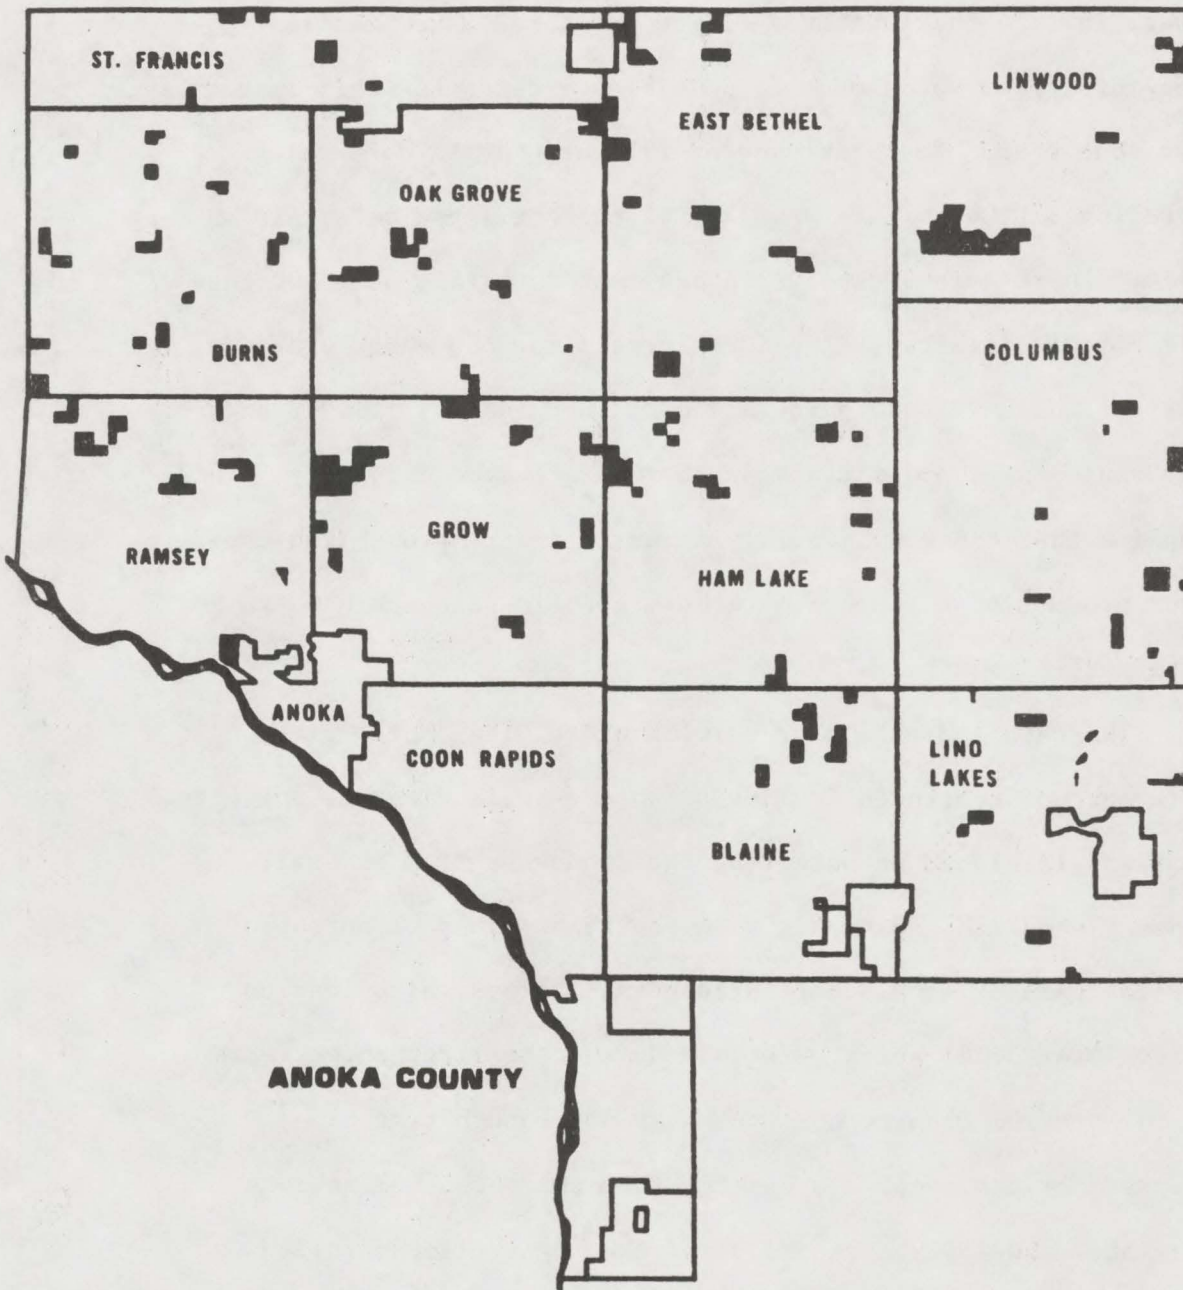 ST. FRANCIS
LINWOOD
EAST BETHEL
OAK GROVE
BURNS
COLUMBUS
RAMSEY
GROW
HAM LAKE
ANOKA
COON RAPIDS
LINO
LAKES
BLAINE
ANOKA COUNTY